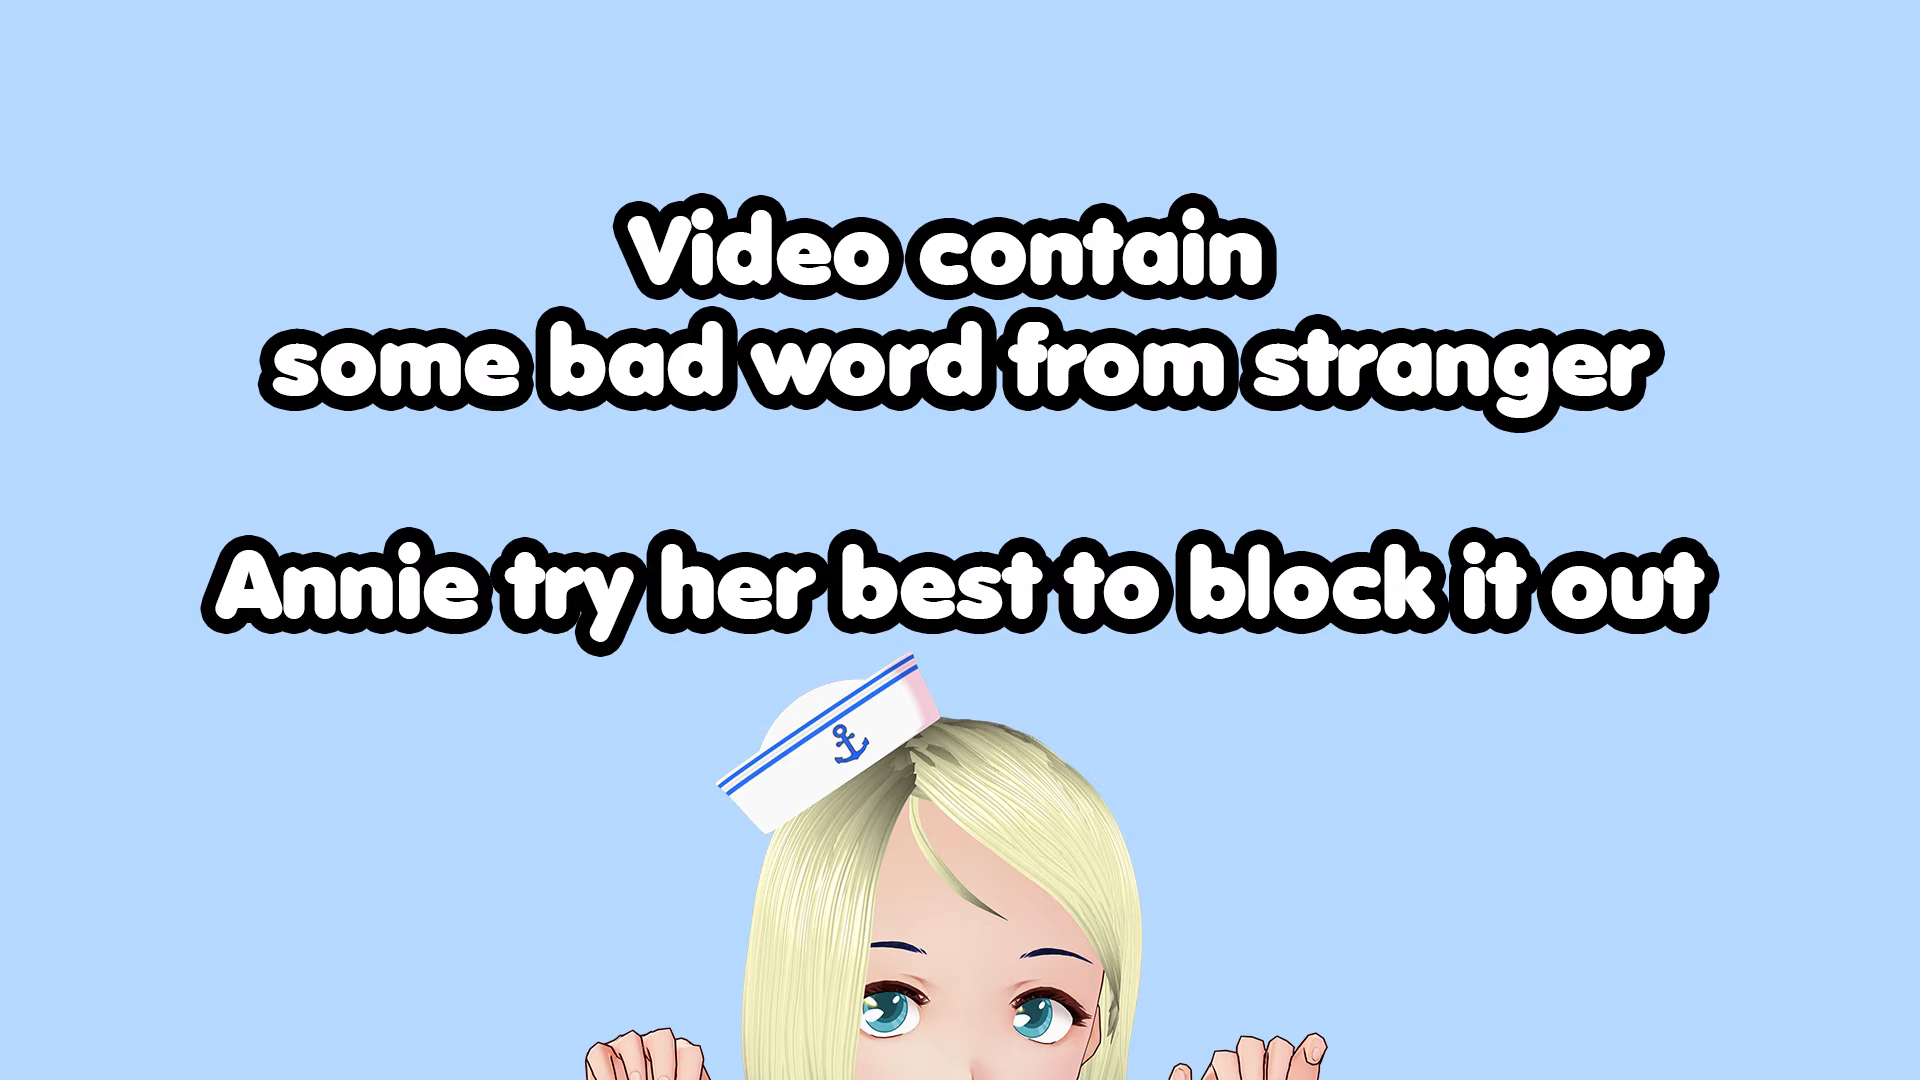 Video contain
some bad word from stranger
Annie try her best to block it out